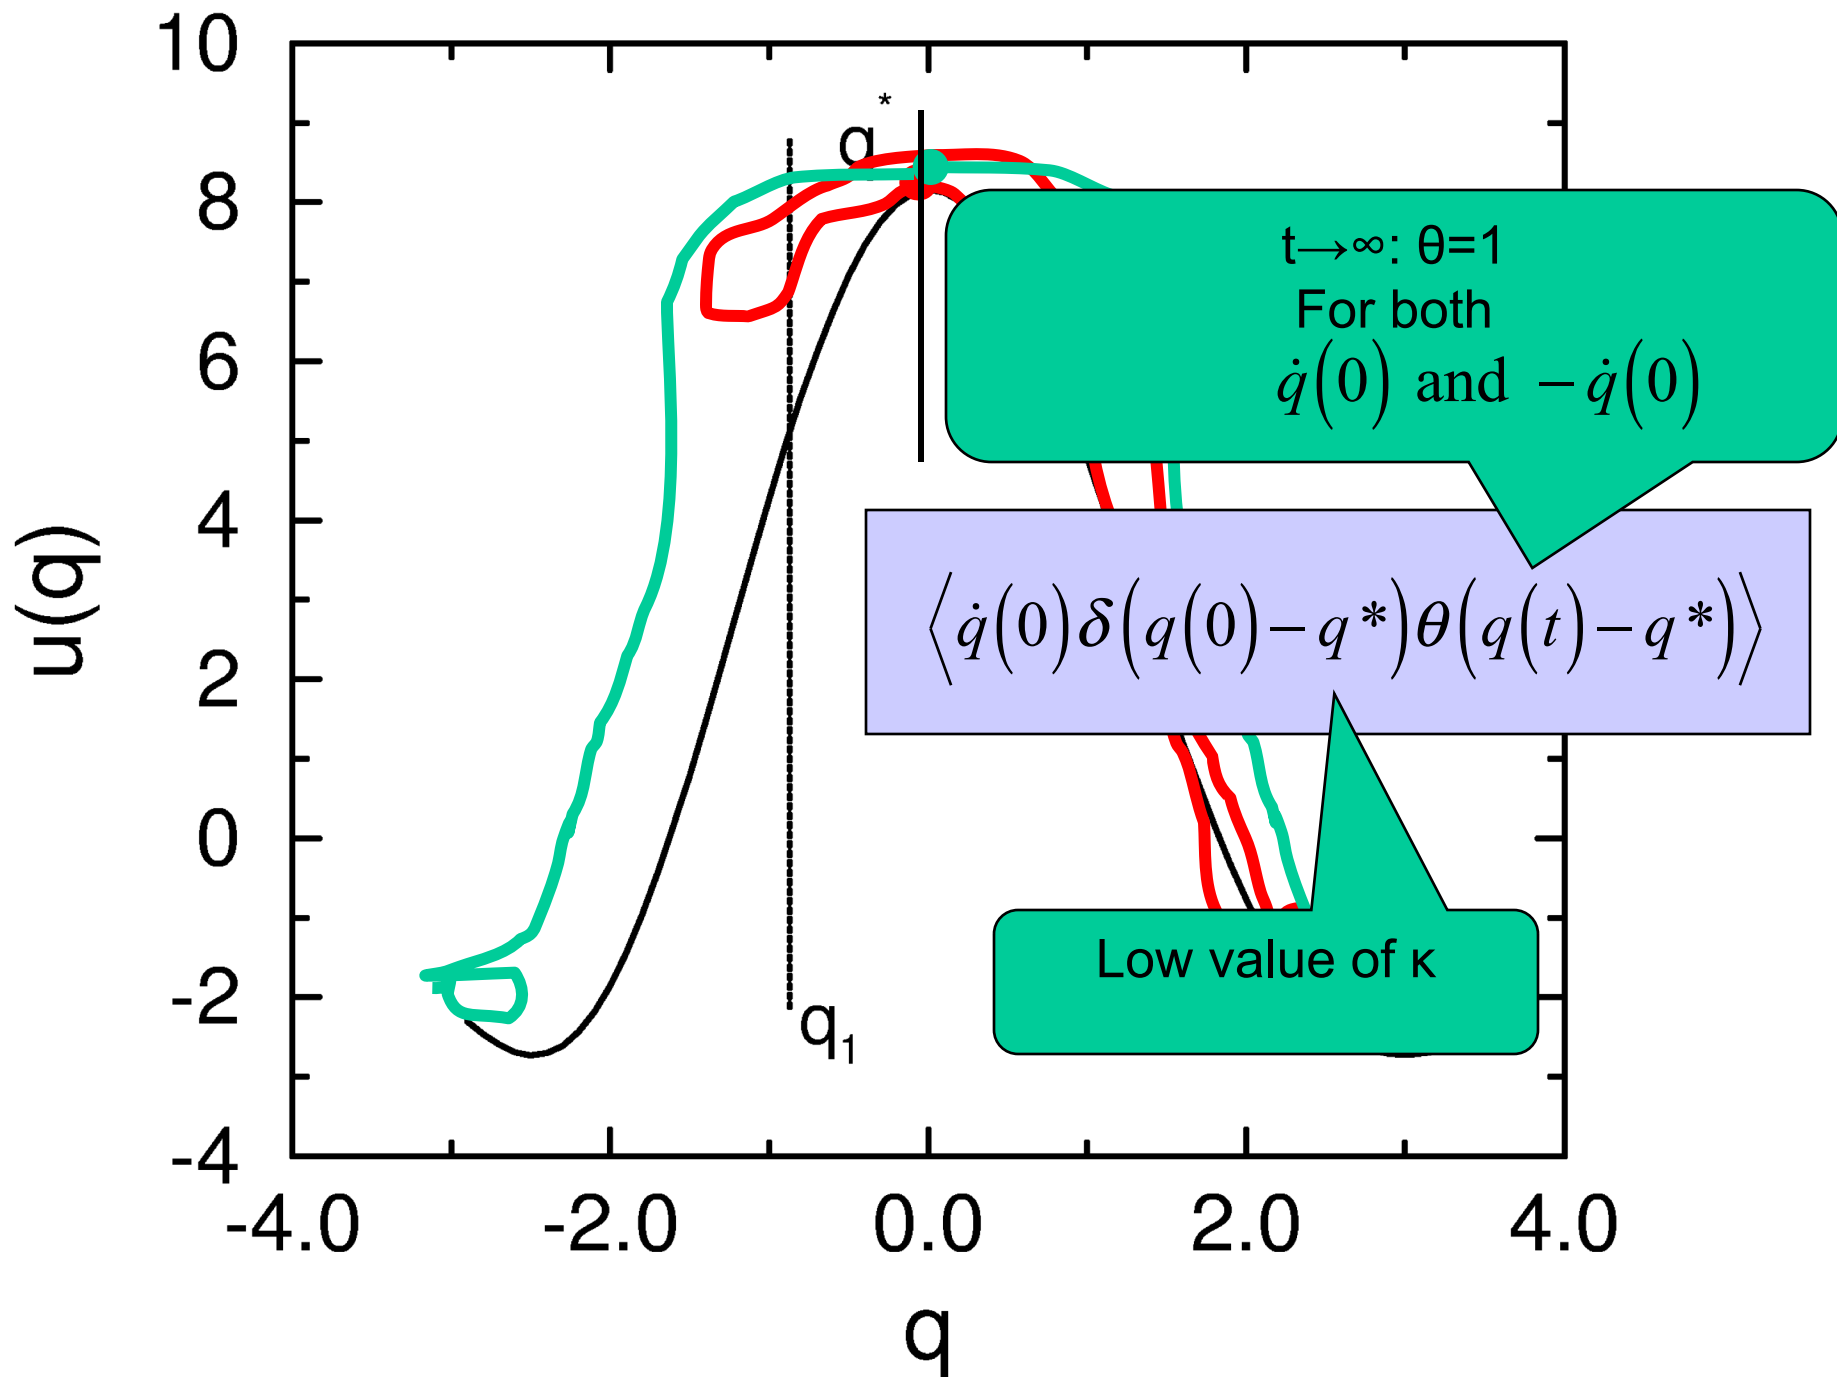 10
8
6
4
2
0
-2
-4
-4.0 -2.0 0.0 2.0 4.0
u(q)
q
q*
q₁
t→∞: θ=1
For both
q̇(0) and −q̇(0)
⟨q̇(0)δ(q(0)−q*)θ(q(t)−q*)⟩
Low value of κ